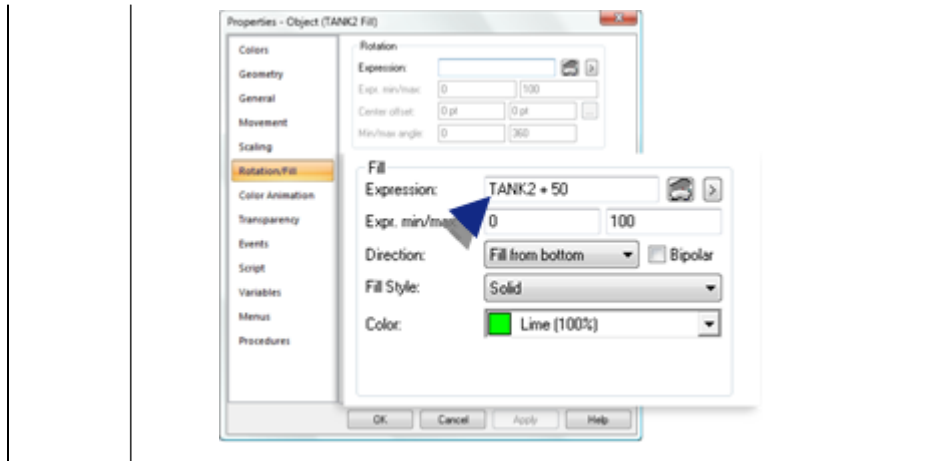 Properties - Object (TANK2 Fill)
Colors
Geometry
General
Movement
Scaling
Rotation/Fill
Color Animation
Transparency
Events
Script
Variables
Menus
Procedures
Rotation
Expression:
Expr. min/max: 0 100
Center offset: 0 pt 0 pt ...
Min/max angle: 0 360
Fill
Expression: TANK2 + 50
Expr. min/max 0 100
Direction: Fill from bottom Bipolar
Fill Style: Solid
Color: Lime (100%)
OK Cancel Apply Help